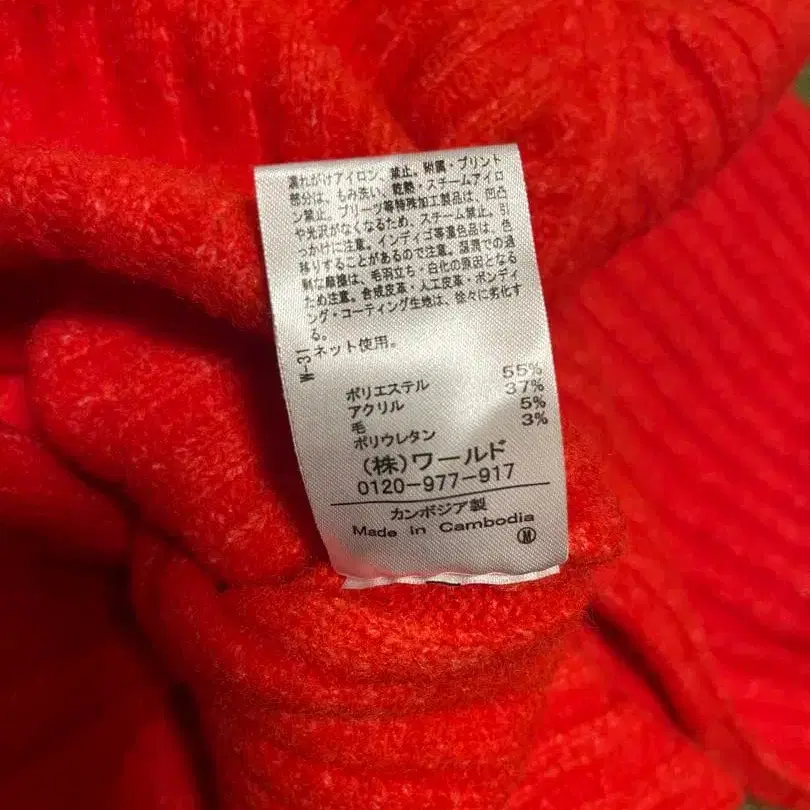 濡れがけアイロン、禁止。附属・プリント
部分は、もみ洗い、乾熱・スチームアイロ
ン禁止。プリーツ等特殊加工製品は、凹凸
や光沢がなくなるため、スチーム禁止。引
っかけに注意。インディゴ等濃色品は、色
移りすることがあるので注意。湿潤での過
剰な摩擦は、毛羽立ち・白化の原因となる
ため注意。合成皮革・人工皮革・ボンディ
ング・コーティング生地は、徐々に劣化す
る。
ネット使用。
W-31
ポリエステル 55%
アクリル 37%
毛 5%
ポリウレタン 3%
(株)ワールド
0120-977-917
カンボジア製
Made in Cambodia
M